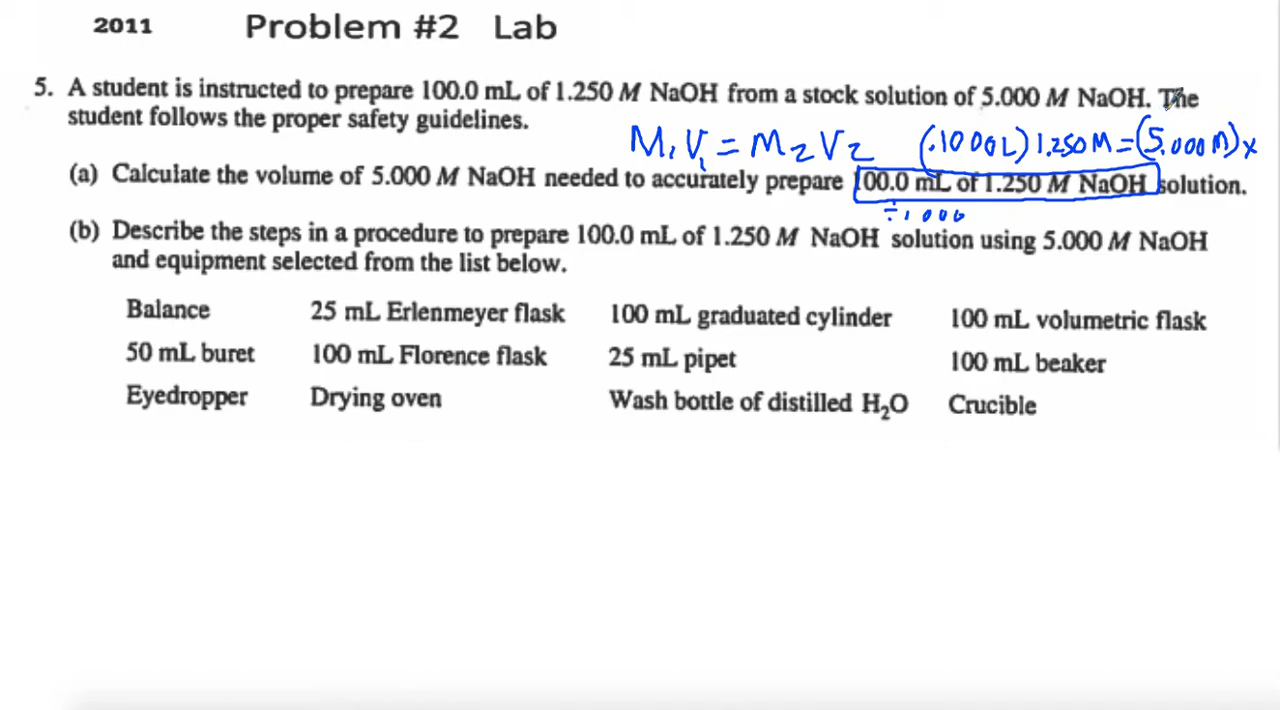 2011 Problem #2 Lab
5. A student is instructed to prepare 100.0 mL of 1.250 M NaOH from a stock solution of 5.000 M NaOH. The
student follows the proper safety guidelines.
M₁V₁ = M₂V₂ (.1000L) 1.250M = (5.000M) x
(a) Calculate the volume of 5.000 M NaOH needed to accurately prepare 100.0 mL of 1.250 M NaOH solution.
÷1000
(b) Describe the steps in a procedure to prepare 100.0 mL of 1.250 M NaOH solution using 5.000 M NaOH
and equipment selected from the list below.
Balance 25 mL Erlenmeyer flask 100 mL graduated cylinder 100 mL volumetric flask
50 mL buret 100 mL Florence flask 25 mL pipet 100 mL beaker
Eyedropper Drying oven Wash bottle of distilled H₂O Crucible